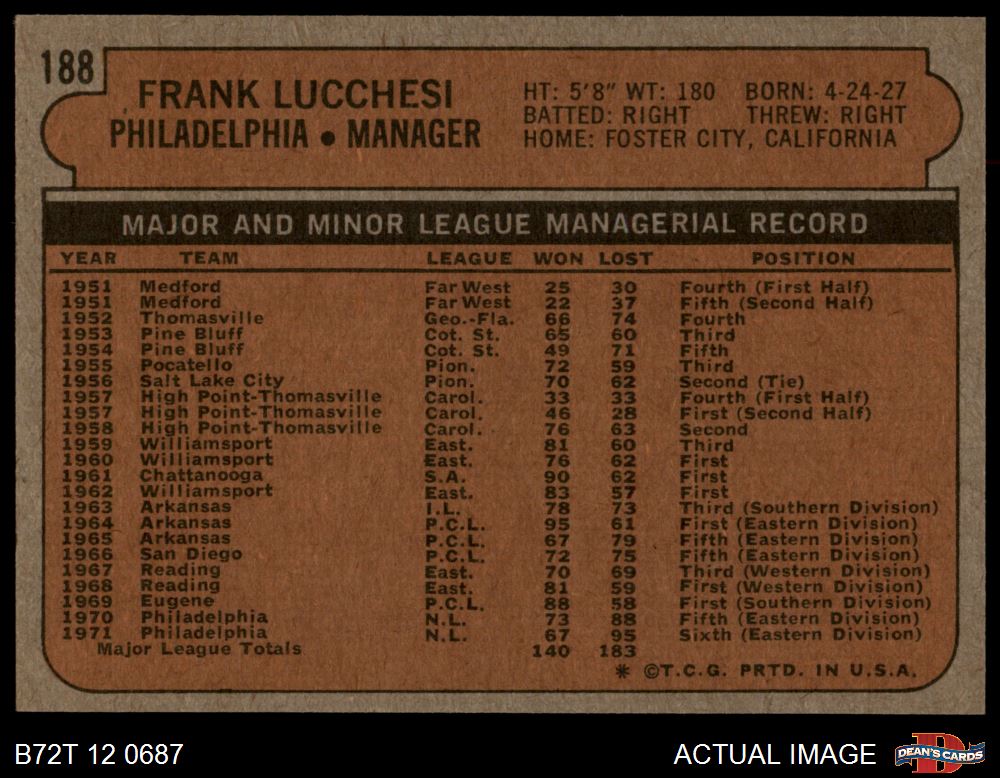 188
FRANK LUCCHESI
PHILADELPHIA • MANAGER
HT: 5'8" WT: 180 BORN: 4-24-27
BATTED: RIGHT THREW: RIGHT
HOME: FOSTER CITY, CALIFORNIA
MAJOR AND MINOR LEAGUE MANAGERIAL RECORD
YEAR TEAM LEAGUE WON LOST POSITION
1951 Medford Far West 25 30 Fourth (First Half)
1951 Medford Far West 22 37 Fifth (Second Half)
1952 Thomasville Geo.-Fla. 66 74 Fourth
1953 Pine Bluff Cot. St. 65 60 Third
1954 Pine Bluff Cot. St. 49 71 Fifth
1955 Pocatello Pion. 72 59 Third
1956 Salt Lake City Pion. 70 62 Second (Tie)
1957 High Point-Thomasville Carol. 33 33 Fourth (First Half)
1957 High Point-Thomasville Carol. 46 28 First (Second Half)
1958 High Point-Thomasville Carol. 76 63 Second
1959 Williamsport East. 81 60 Third
1960 Williamsport East. 76 62 First
1961 Chattanooga S.A. 90 62 First
1962 Williamsport East. 83 57 First
1963 Arkansas I.L. 78 73 Third (Southern Division)
1964 Arkansas P.C.L. 95 61 First (Eastern Division)
1965 Arkansas P.C.L. 67 79 Fifth (Eastern Division)
1966 San Diego P.C.L. 72 75 Fifth (Eastern Division)
1967 Reading East. 70 69 Third (Western Division)
1968 Reading East. 81 59 First (Western Division)
1969 Eugene P.C.L. 88 58 First (Southern Division)
1970 Philadelphia N.L. 73 88 Fifth (Eastern Division)
1971 Philadelphia N.L. 67 95 Sixth (Eastern Division)
Major League Totals 140 183
* ©T.C.G. PRTD. IN U.S.A.
B72T 12 0687 ACTUAL IMAGE DEAN'S CARDS